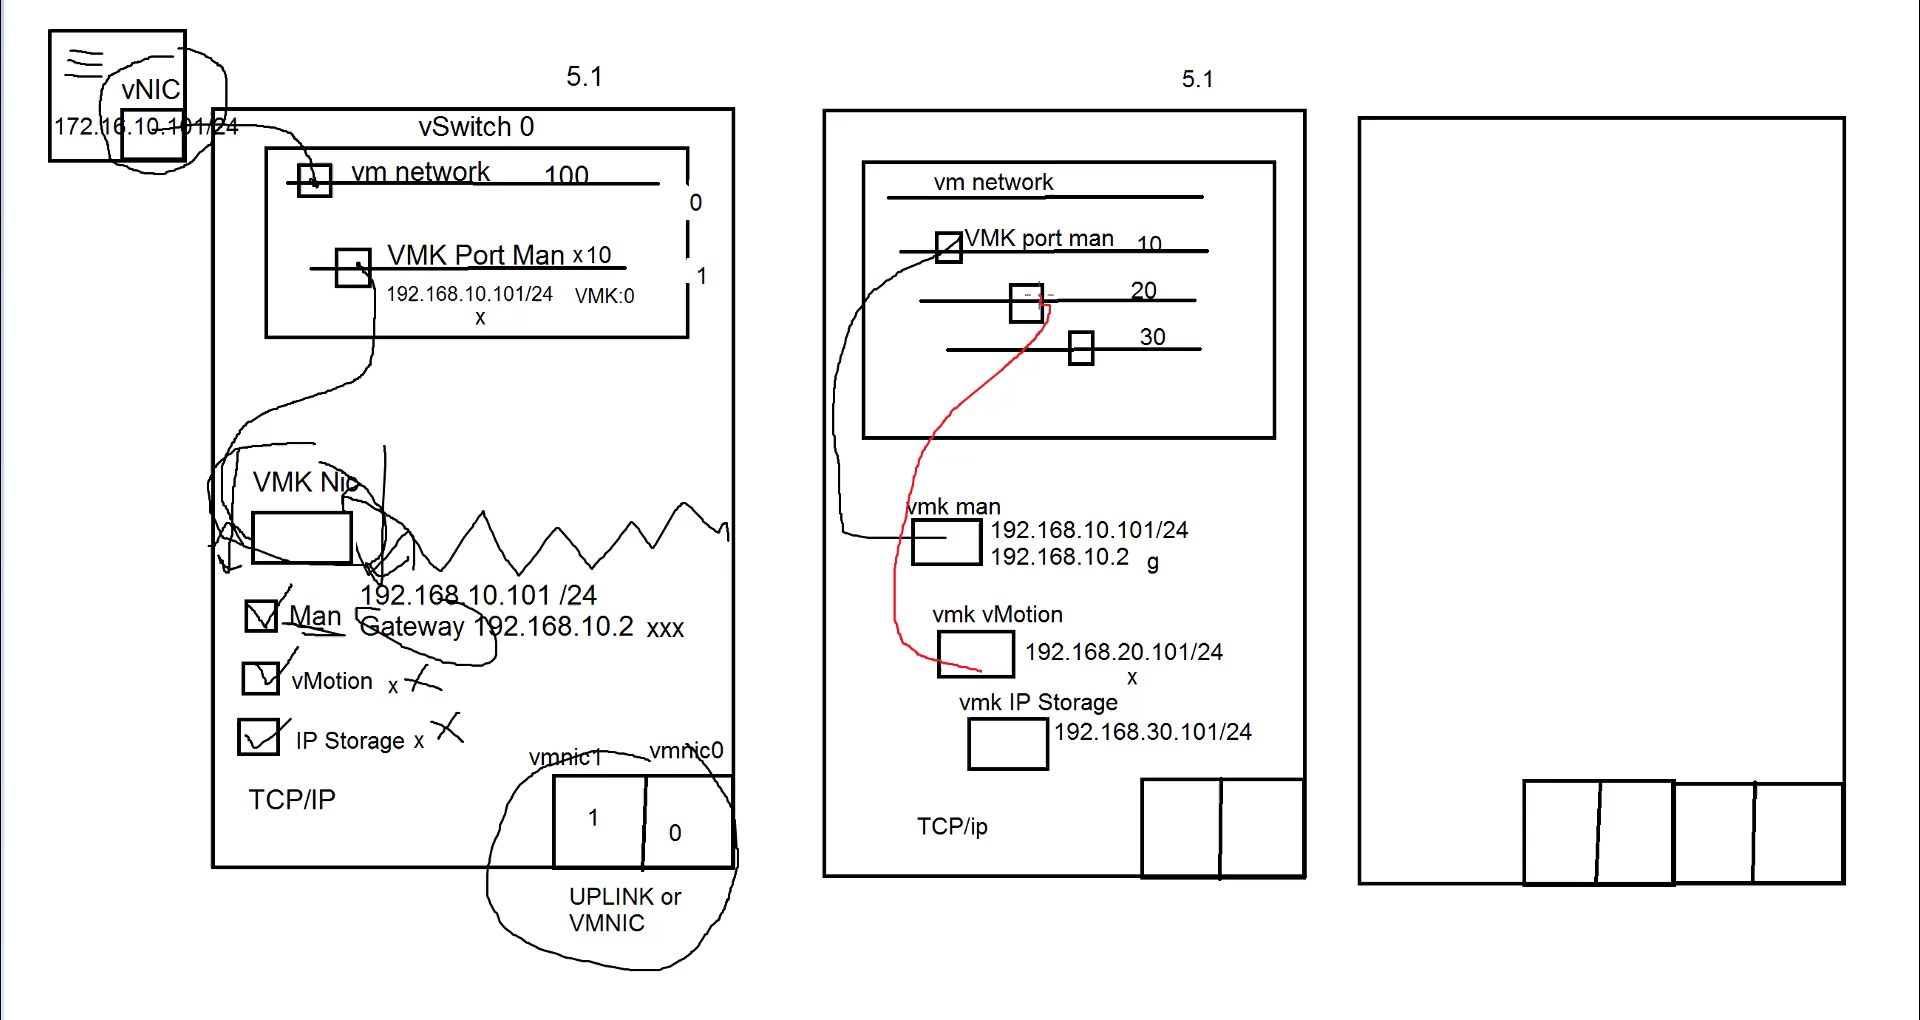 vNIC
172.16.10.101/24
5.1
vSwitch 0
vm network 100
0
VMK Port Man x 10
1
192.168.10.101/24 VMK:0
x
VMK Nic
192.168.10.101 /24
Man
Gateway 192.168.10.2 xxx
vMotion x
IP Storage x
vmnic1 vmnic0
TCP/IP
1 0
UPLINK or
VMNIC
5.1
vm network
VMK port man 10
20
30
vmk man
192.168.10.101/24
192.168.10.2 g
vmk vMotion
192.168.20.101/24
x
vmk IP Storage
192.168.30.101/24
TCP/ip